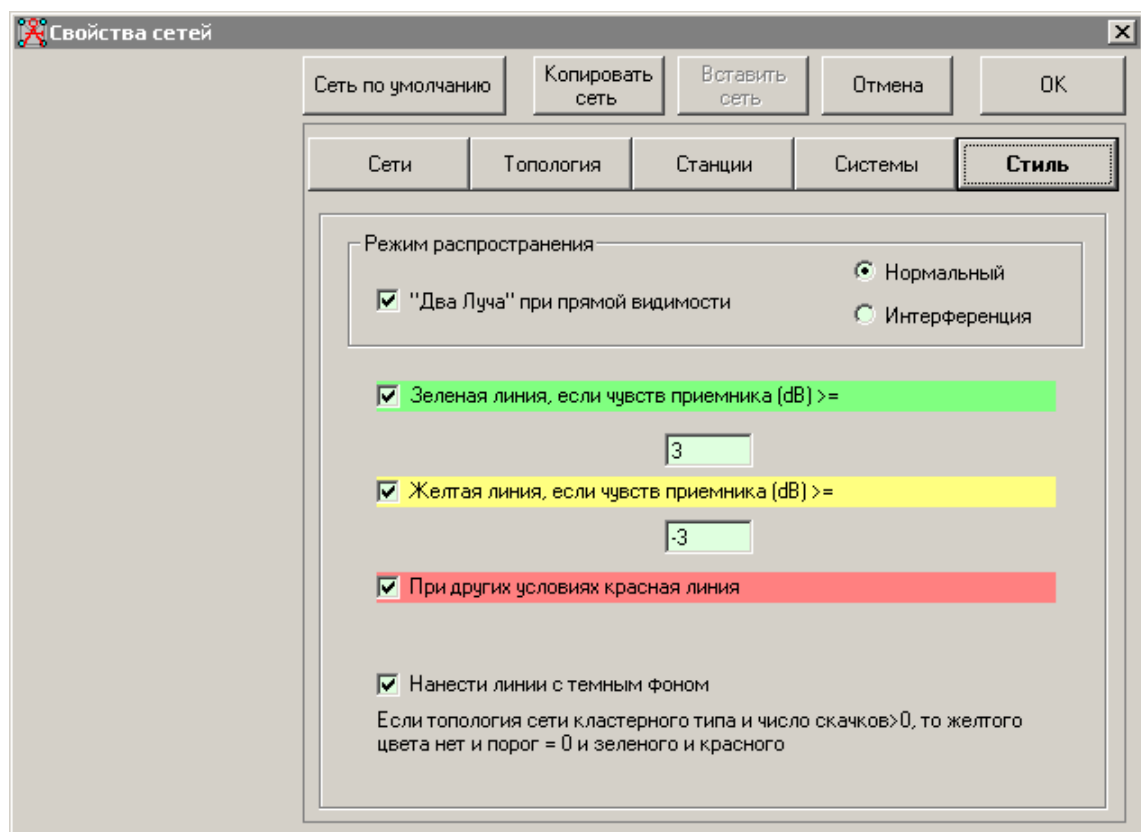 Свойства сетей
Сеть по умолчанию
Копировать
сеть
Вставить
сеть
Отмена
OK
Сети
Топология
Станции
Системы
Стиль
Режим распространения
"Два Луча" при прямой видимости
Нормальный
Интерференция
Зеленая линия, если чувств приемника (dB) >=
3
Желтая линия, если чувств приемника (dB) >=
-3
При других условиях красная линия
Нанести линии с темным фоном
Если топология сети кластерного типа и число скачков>0, то желтого
цвета нет и порог = 0 и зеленого и красного